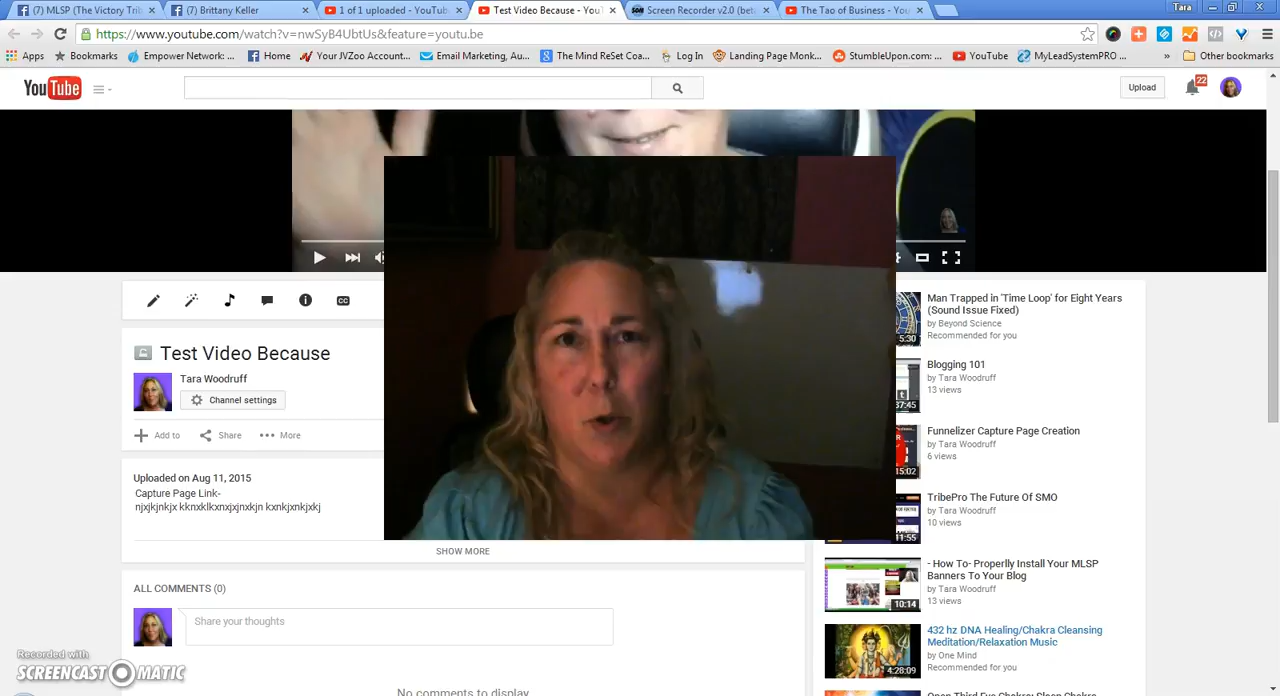 MLSP (The Victory Trib
Brittany Keller
1 of 1 uploaded - YouTub
Test Video Because - You
Screen Recorder v2.0 (beta
The Tao of Business - You
Tara
https://www.youtube.com/watch?v=nwSyB4UbtUs&feature=youtu.be
Apps
Bookmarks
Empower Network: ...
Home
Your JVZoo Account...
Email Marketing, Au...
The Mind ReSet Coa...
Log In
Landing Page Monk...
StumbleUpon.com: ...
YouTube
MyLeadSystemPRO ...
»
Other bookmarks
YouTube
Upload
22
Test Video Because
Tara Woodruff
Channel settings
Add to
Share
More
Uploaded on Aug 11, 2015
Capture Page Link-
SHOW MORE
ALL COMMENTS (0)
Share your thoughts
No comments to display
Man Trapped in 'Time Loop' for Eight Years
(Sound Issue Fixed)
by Beyond Science
Recommended for you
5:30
Blogging 101
by Tara Woodruff
13 views
37:45
Funnelizer Capture Page Creation
by Tara Woodruff
6 views
15:02
TribePro The Future Of SMO
by Tara Woodruff
10 views
11:55
- How To- Properlly Install Your MLSP
Banners To Your Blog
by Tara Woodruff
13 views
10:14
432 hz DNA Healing/Chakra Cleansing
Meditation/Relaxation Music
by One Mind
Recommended for you
4:28:09
Open Third Eye Chakra: Sleep Chakra
Recorded with
SCREENCAST-O-MATIC